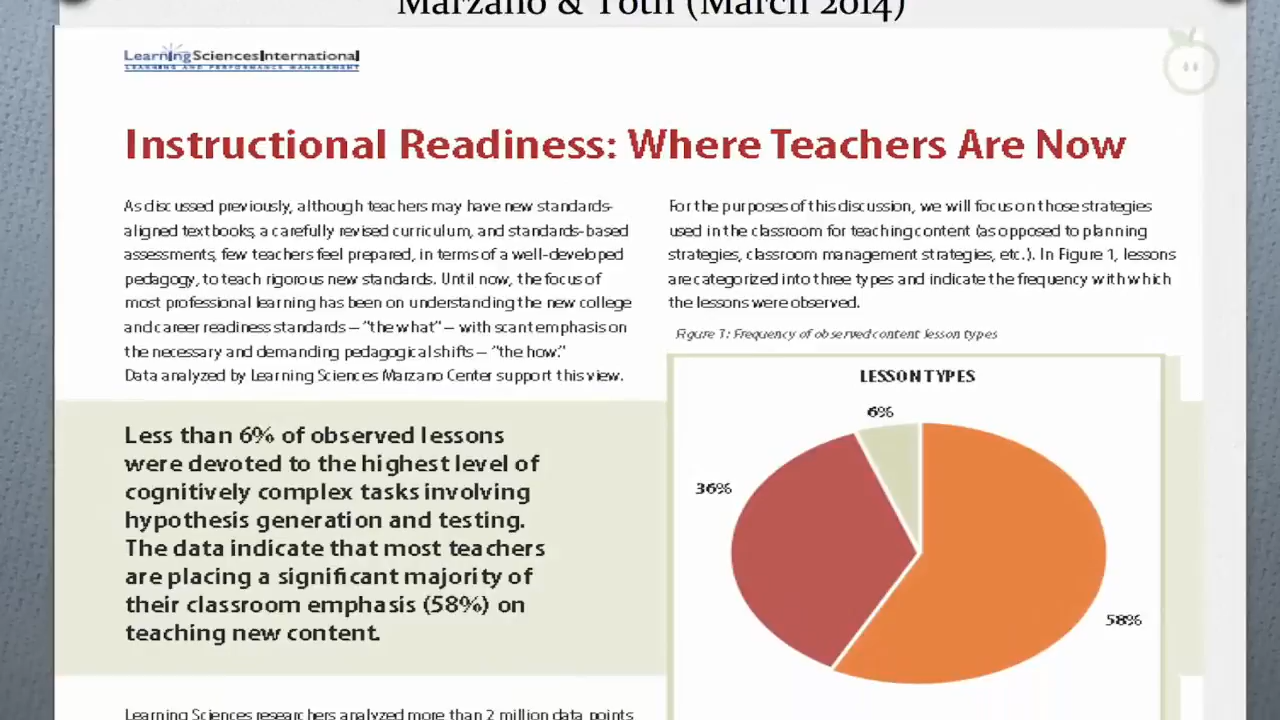 Marzano & Toth (March 2014)
LearningSciencesInternational
LEARNING AND PERFORMANCE MANAGEMENT
Instructional Readiness: Where Teachers Are Now
As discussed previously, although teachers may have new standards-
aligned textbooks, a carefully revised curriculum, and standards-based
assessments, few teachers feel prepared, in terms of a well-developed
pedagogy, to teach rigorous new standards. Until now, the focus of
most professional learning has been on understanding the new college
and career readiness standards – "the what" – with scant emphasis on
the necessary and demanding pedagogical shifts – "the how."
Data analyzed by Learning Sciences Marzano Center support this view.
Less than 6% of observed lessons
were devoted to the highest level of
cognitively complex tasks involving
hypothesis generation and testing.
The data indicate that most teachers
are placing a significant majority of
their classroom emphasis (58%) on
teaching new content.
Learning Sciences researchers analyzed more than 2 million data points
For the purposes of this discussion, we will focus on those strategies
used in the classroom for teaching content (as opposed to planning
strategies, classroom management strategies, etc.). In Figure 1, lessons
are categorized into three types and indicate the frequency with which
the lessons were observed.
Figure 1: Frequency of observed content lesson types
LESSON TYPES
6%
36%
58%